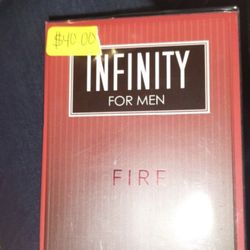 $40.00
INFINITY
FOR MEN
FIRE